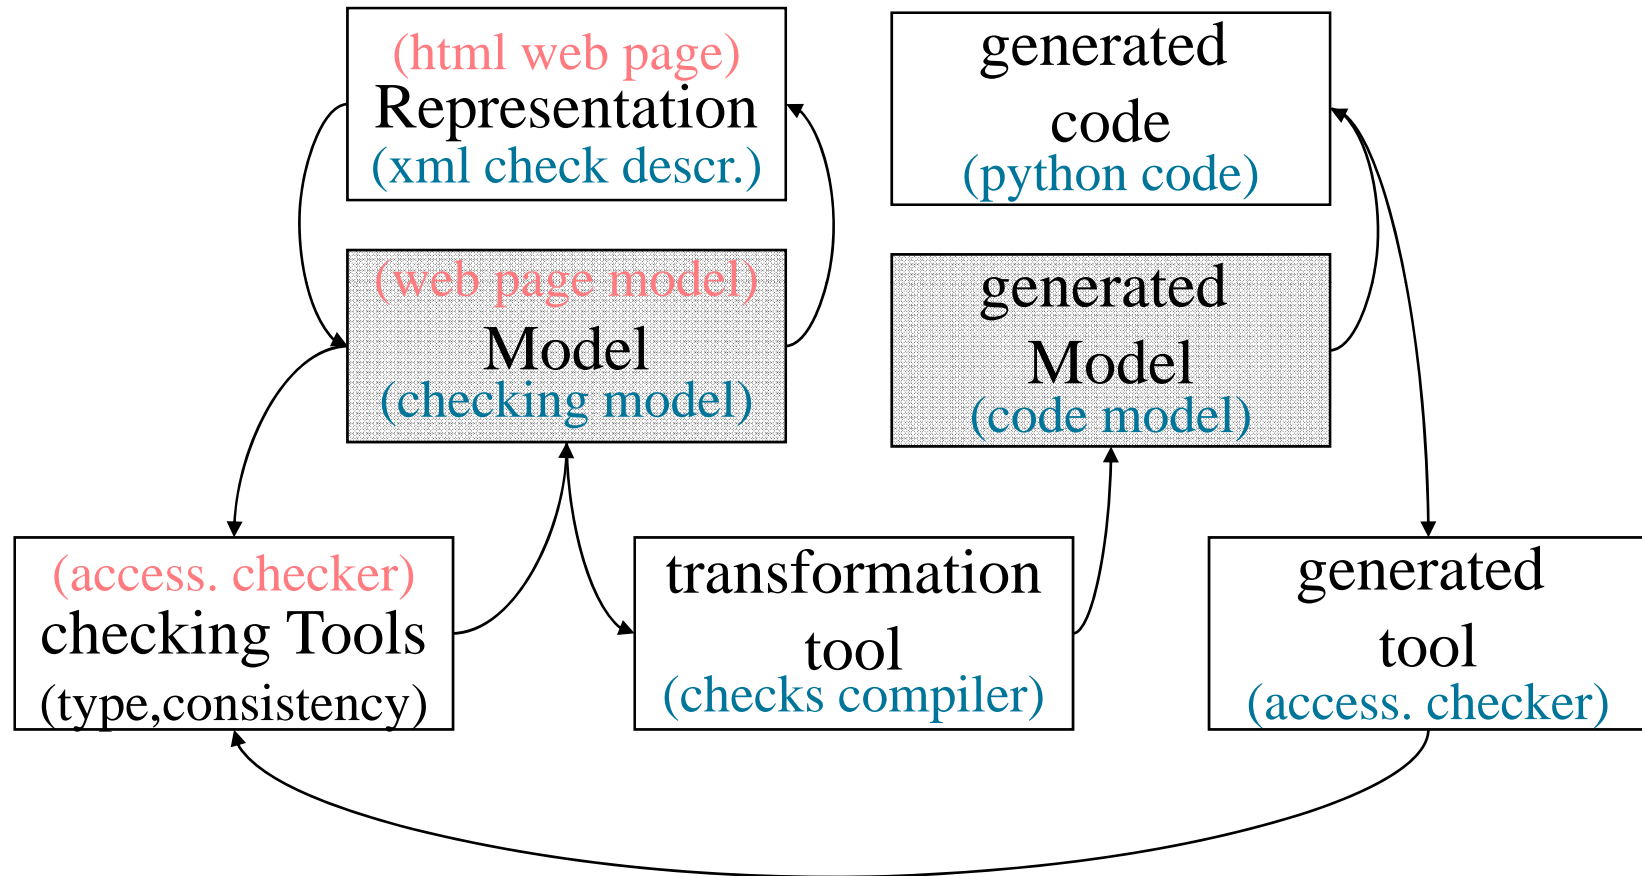 (html web page)
Representation
(xml check descr.)
generated
code
(python code)
(web page model)
Model
(checking model)
generated
Model
(code model)
(access. checker)
checking Tools
(type,consistency)
transformation
tool
(checks compiler)
generated
tool
(access. checker)